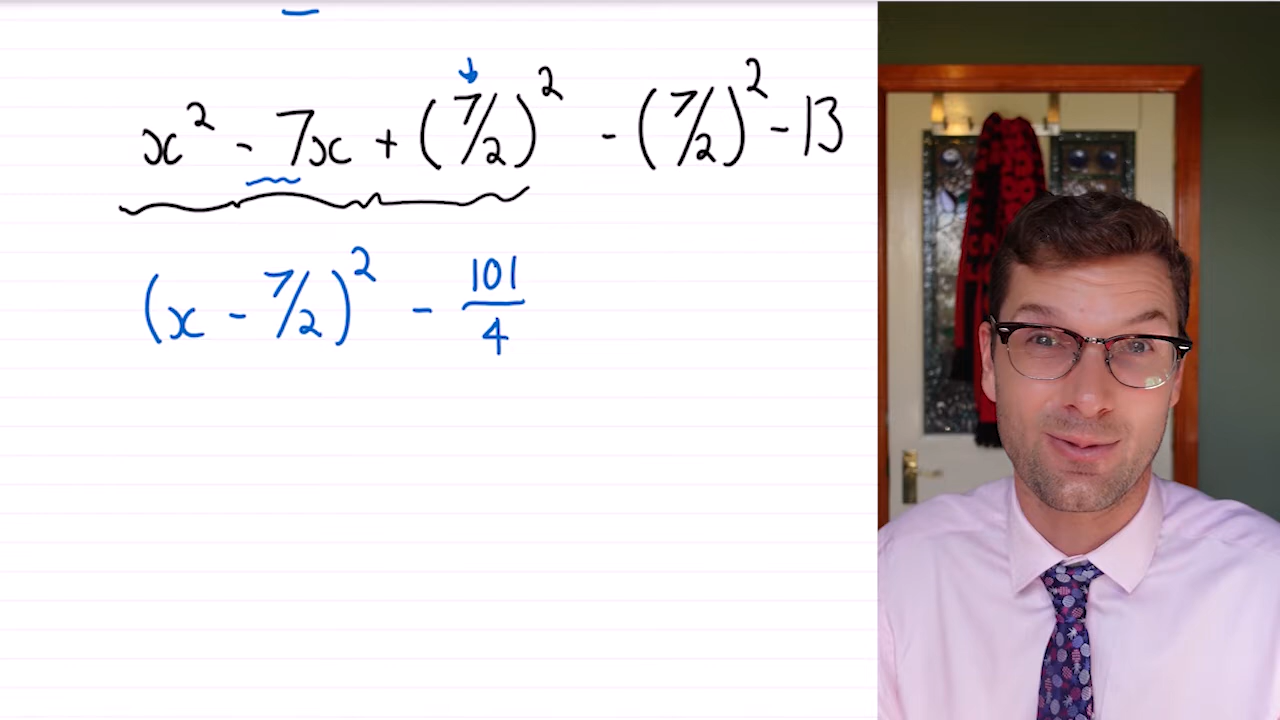 x² - 7x + (7/2)² - (7/2)² - 13
(x - 7/2)² - 101/4